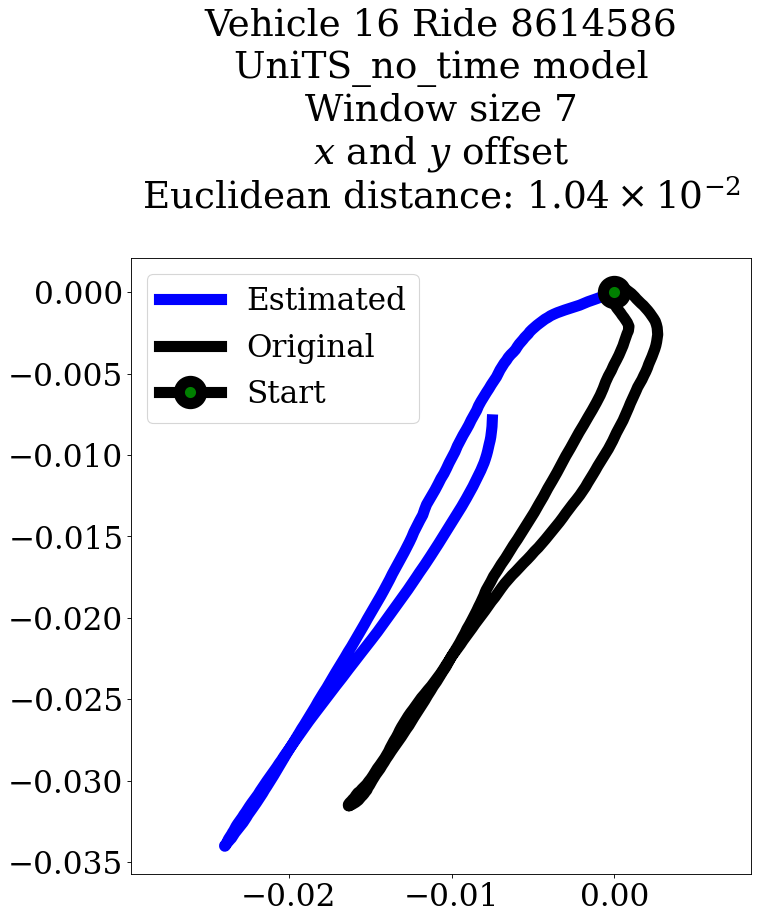 Vehicle 16 Ride 8614586
UniTS_no_time model
Window size 7
x and y offset
Euclidean distance: 1.04 × 10⁻²
Estimated
Original
Start
0.000
−0.005
−0.010
−0.015
−0.020
−0.025
−0.030
−0.035
−0.02
−0.01
0.00